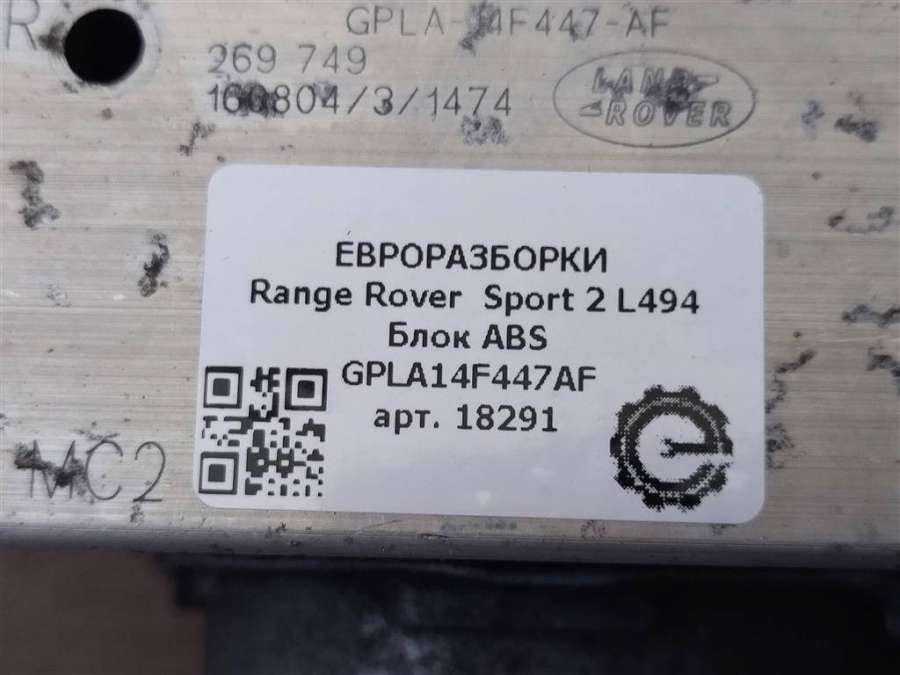 R
GPLA-14F447-AF
269 749
160804/3/1474
LAND
ROVER
ЕВРОРАЗБОРКИ
Range Rover Sport 2 L494
Блок ABS
GPLA14F447AF
арт. 18291
MC2